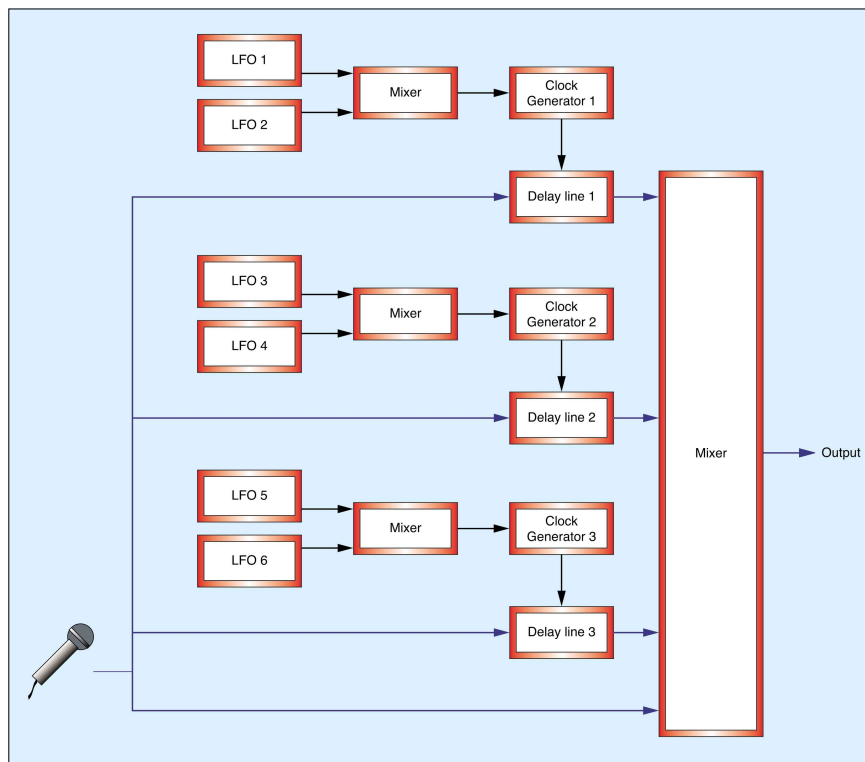 LFO 1
LFO 2
Mixer
Clock
Generator 1
Delay line 1
LFO 3
LFO 4
Mixer
Clock
Generator 2
Delay line 2
Mixer
Output
LFO 5
LFO 6
Mixer
Clock
Generator 3
Delay line 3